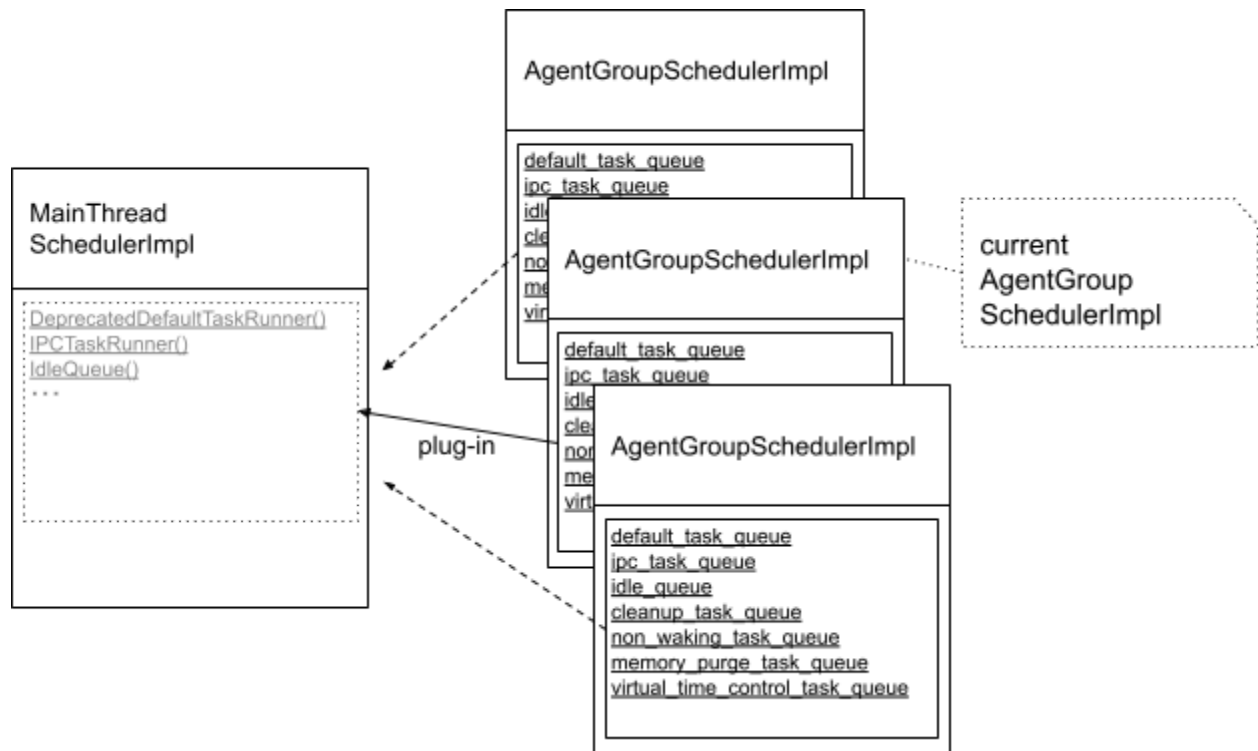 AgentGroupSchedulerImpl
default_task_queue
ipc_task_queue
MainThread
SchedulerImpl
DeprecatedDefaultTaskRunner()
IPCTaskRunner()
IdleQueue()
...
AgentGroupSchedulerImpl
default_task_queue
ipc_task_queue
current
AgentGroup
SchedulerImpl
plug-in
AgentGroupSchedulerImpl
default_task_queue
ipc_task_queue
idle_queue
cleanup_task_queue
non_waking_task_queue
memory_purge_task_queue
virtual_time_control_task_queue